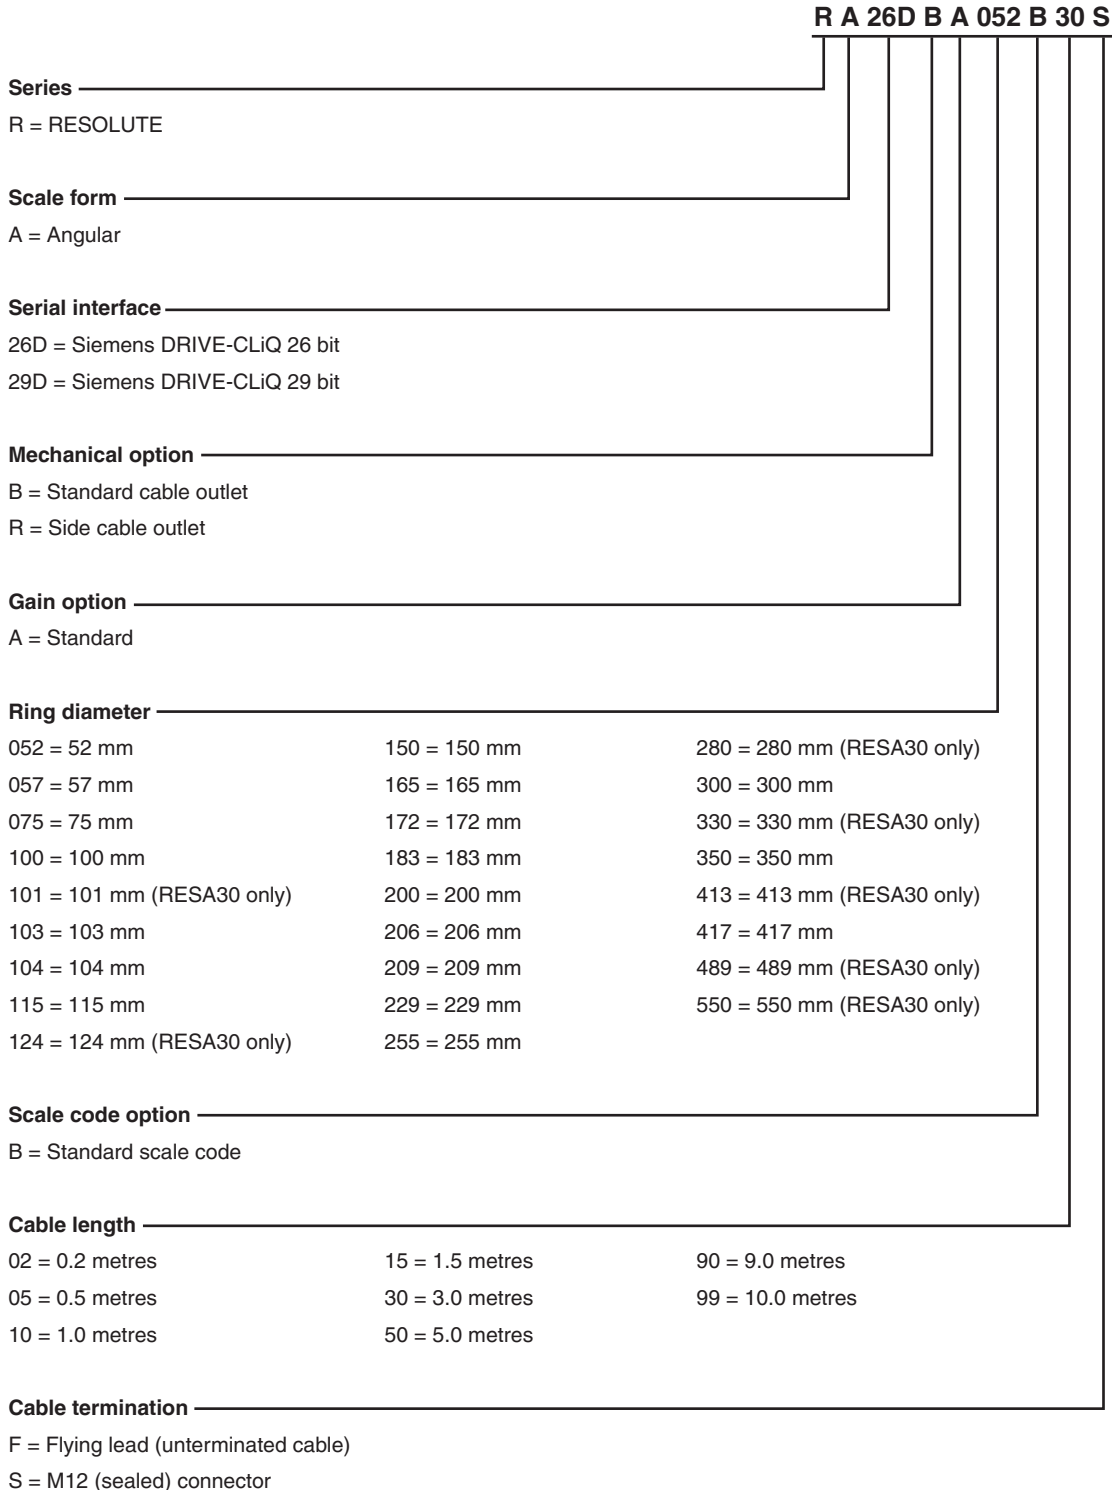 R A 26D B A 052 B 30 S
Series
R = RESOLUTE
Scale form
A = Angular
Serial interface
26D = Siemens DRIVE-CLiQ 26 bit
29D = Siemens DRIVE-CLiQ 29 bit
Mechanical option
B = Standard cable outlet
R = Side cable outlet
Gain option
A = Standard
Ring diameter
052 = 52 mm 150 = 150 mm 280 = 280 mm (RESA30 only)
057 = 57 mm 165 = 165 mm 300 = 300 mm
075 = 75 mm 172 = 172 mm 330 = 330 mm (RESA30 only)
100 = 100 mm 183 = 183 mm 350 = 350 mm
101 = 101 mm (RESA30 only) 200 = 200 mm 413 = 413 mm (RESA30 only)
103 = 103 mm 206 = 206 mm 417 = 417 mm
104 = 104 mm 209 = 209 mm 489 = 489 mm (RESA30 only)
115 = 115 mm 229 = 229 mm 550 = 550 mm (RESA30 only)
124 = 124 mm (RESA30 only) 255 = 255 mm
Scale code option
B = Standard scale code
Cable length
02 = 0.2 metres 15 = 1.5 metres 90 = 9.0 metres
05 = 0.5 metres 30 = 3.0 metres 99 = 10.0 metres
10 = 1.0 metres 50 = 5.0 metres
Cable termination
F = Flying lead (unterminated cable)
S = M12 (sealed) connector